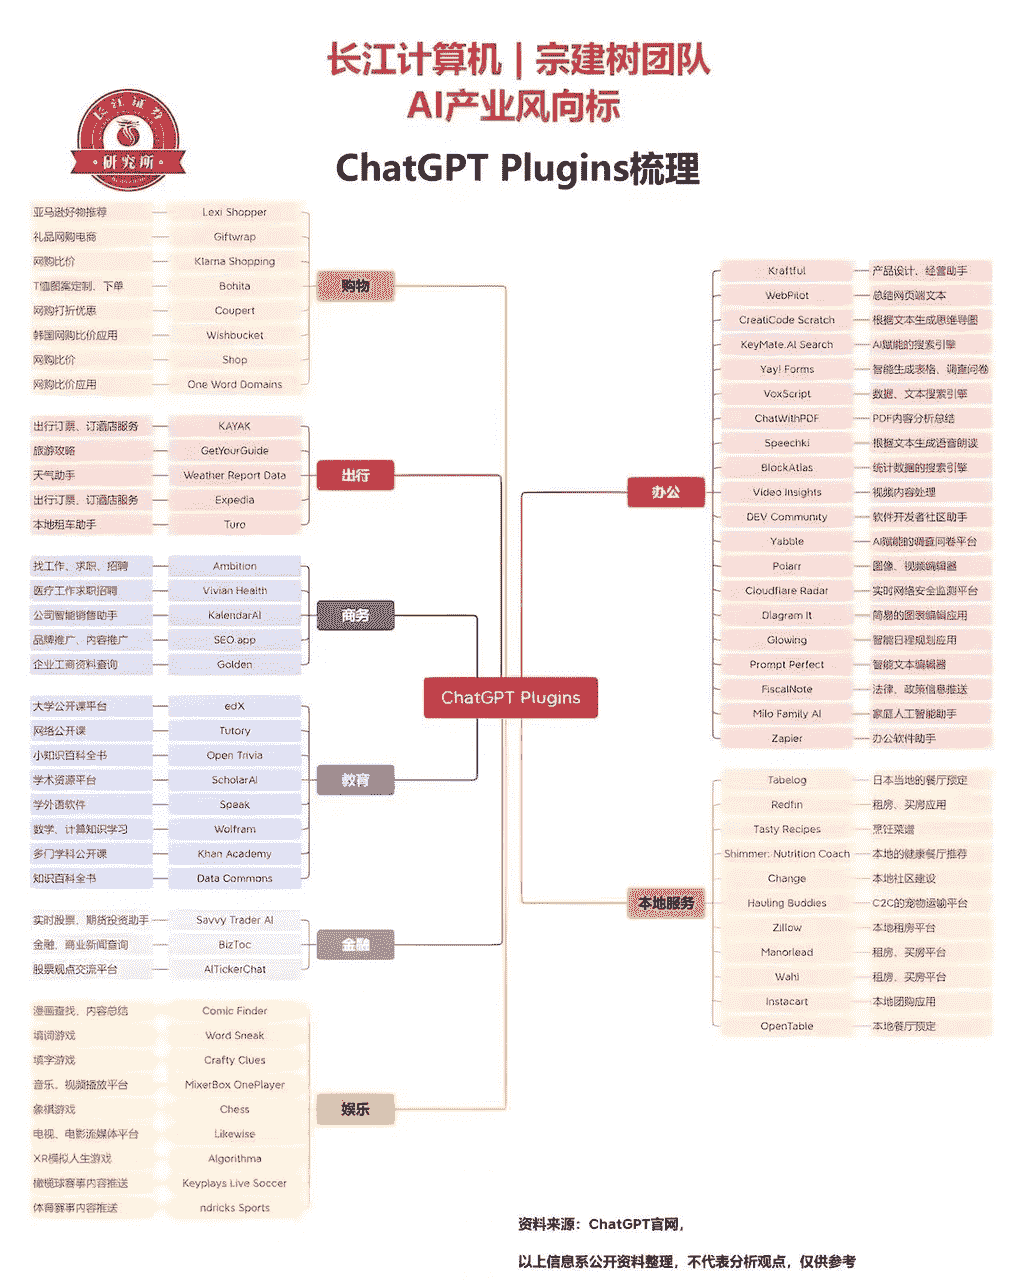 长江计算机 | 宗建树团队
AI产业风向标
ChatGPT Plugins梳理
长江证券
研究所
亚马逊好物推荐 Lexi Shopper
礼品网购电商 Giftwrap
网购比价 Klarna Shopping
T恤图案定制、下单 Bohita
网购打折优惠 Coupert
韩国网购比价应用 Wishbucket
网购比价 Shop
网购比价应用 One Word Domains
购物
出行订票、订酒店服务 KAYAK
旅游攻略 GetYourGuide
天气助手 Weather Report Data
出行订票、订酒店服务 Expedia
本地租车助手 Turo
出行
找工作、求职、招聘 Ambition
医疗工作求职招聘 Vivian Health
公司智能销售助手 KalendarAI
品牌推广、内容推广 SEO.app
企业工商资料查询 Golden
商务
大学公开课平台 edX
网络公开课 Tutory
小知识百科全书 Open Trivia
学术资源平台 ScholarAI
学外语软件 Speak
数学、计算知识学习 Wolfram
多门学科公开课 Khan Academy
知识百科全书 Data Commons
教育
实时股票、期货投资助手 Savvy Trader AI
金融、商业新闻查询 BizToc
股票观点交流平台 AITickerChat
金融
漫画查找、内容总结 Comic Finder
填词游戏 Word Sneak
填字游戏 Crafty Clues
音乐、视频播放平台 MixerBox OnePlayer
象棋游戏 Chess
电视、电影流媒体平台 Likewise
XR模拟人生游戏 Algorithma
橄榄球赛事内容推送 Keyplays Live Soccer
体育赛事内容推送 ndricks Sports
娱乐
ChatGPT Plugins
办公
Kraftful 产品设计、经营助手
WebPilot 总结网页端文本
CreatiCode Scratch 根据文本生成思维导图
KeyMate.AI Search AI赋能的搜索引擎
Yay! Forms 智能生成表格、调查问卷
VoxScript 数据、文本搜索引擎
ChatWithPDF PDF内容分析总结
Speechki 根据文本生成语音朗读
BlockAtlas 统计数据的搜索引擎
Video Insights 视频内容处理
DEV Community 软件开发者社区助手
Yabble AI赋能的调查问卷平台
Polarr 图像、视频编辑器
Cloudflare Radar 实时网络安全监测平台
Diagram It 简易的图表编辑应用
Glowing 智能日程规划应用
Prompt Perfect 智能文本编辑器
FiscalNote 法律、政策信息推送
Milo Family AI 家庭人工智能助手
Zapier 办公软件助手
本地服务
Tabelog 日本当地的餐厅预定
Redfin 租房、买房应用
Tasty Recipes 烹饪菜谱
Shimmer: Nutrition Coach 本地的健康餐厅推荐
Change 本地社区建设
Hauling Buddies C2C的宠物运输平台
Zillow 本地租房平台
Manorlead 租房、买房平台
Wahi 租房、买房平台
Instacart 本地团购应用
OpenTable 本地餐厅预定
资料来源：ChatGPT官网，
以上信息系公开资料整理，不代表分析观点，仅供参考